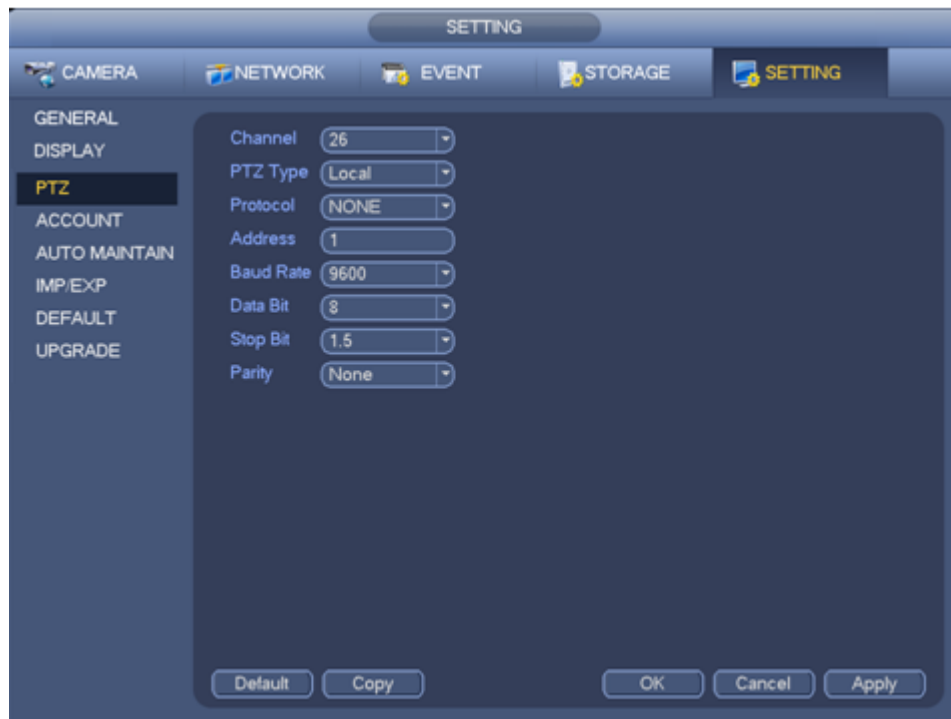 SETTING
CAMERA NETWORK EVENT STORAGE SETTING
GENERAL
DISPLAY
PTZ
ACCOUNT
AUTO MAINTAIN
IMP/EXP
DEFAULT
UPGRADE
Channel 26
PTZ Type Local
Protocol NONE
Address 1
Baud Rate 9600
Data Bit 8
Stop Bit 1.5
Parity None
Default Copy OK Cancel Apply